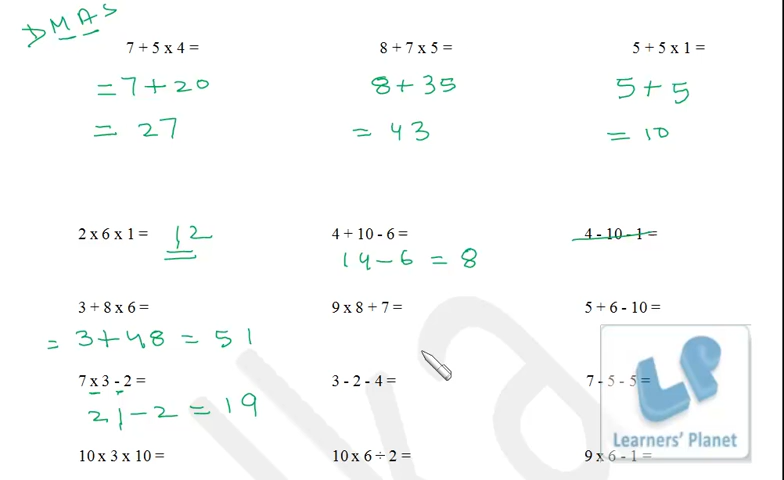 DMAS
7 + 5 x 4 = 8 + 7 x 5 = 5 + 5 x 1 =
= 7 + 20 8 + 35 5 + 5
= 27 = 43 = 10
2 x 6 x 1 = 12 4 + 10 - 6 = 4 - 10 - 1 =
14 - 6 = 8
3 + 8 x 6 = 9 x 8 + 7 = 5 + 6 - 10 =
= 3 + 48 = 51
7 x 3 - 2 = 3 - 2 - 4 = 7 - 5 - 5 =
21 - 2 = 19
LP
Learners' Planet
10 x 3 x 10 = 10 x 6 ÷ 2 = 9 x 6 - 1 =